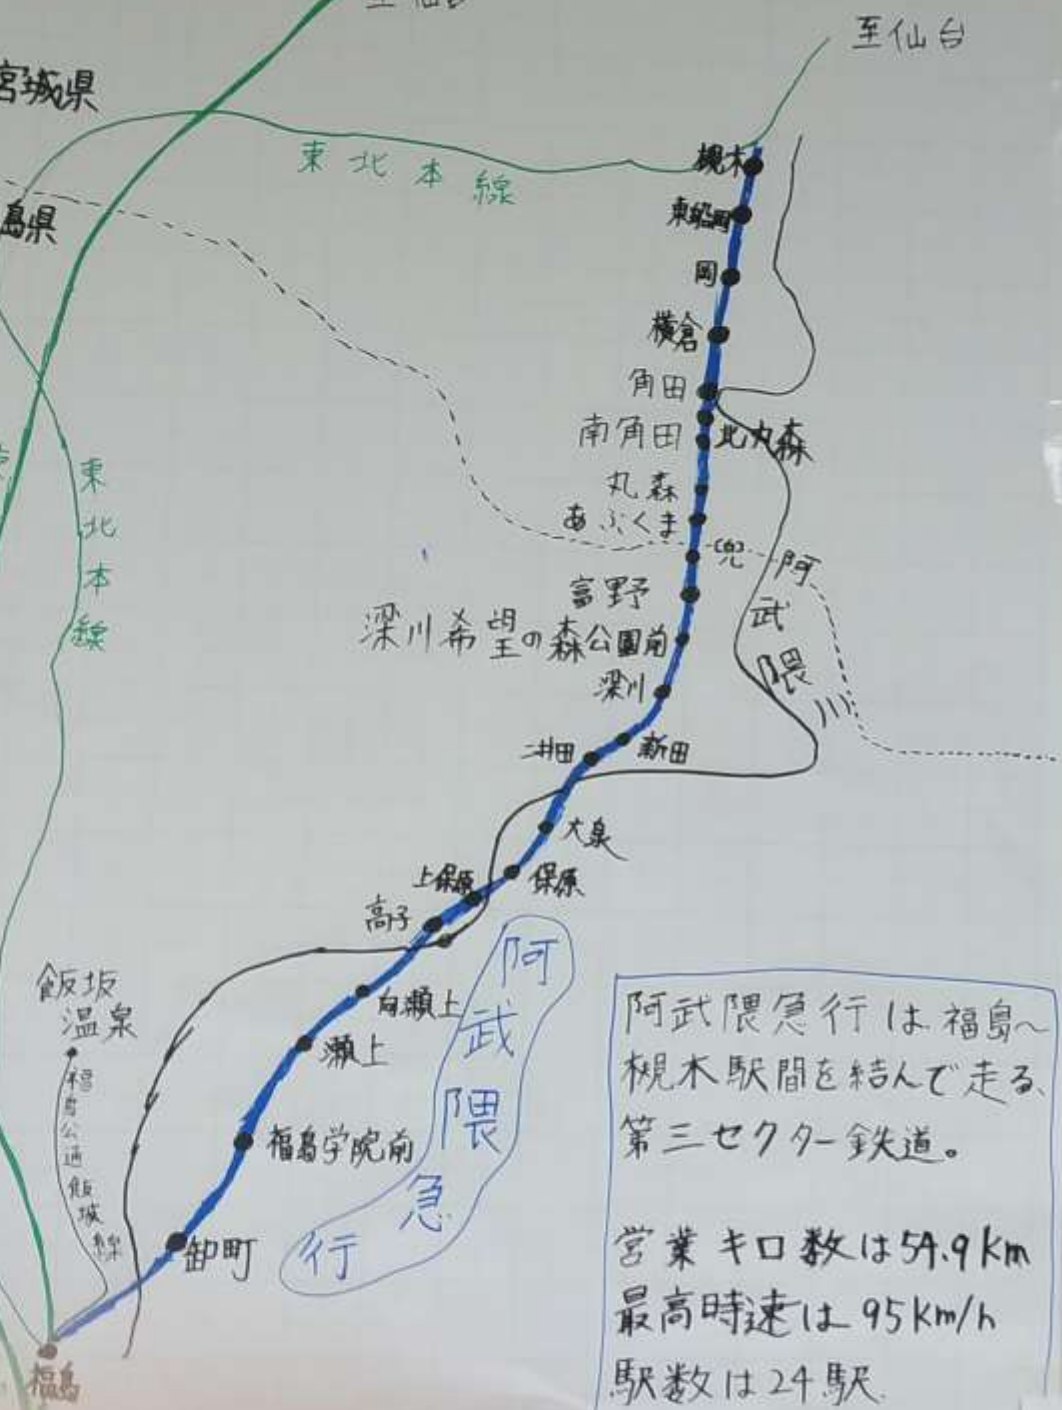 至仙台
至仙台
宮城県
東北本線
島県
槻木
東船岡
岡
横倉
角田
南角田
北丸森
丸森
あぶくま
(兜)
富野
阿武隈川
梁川希望の森公園前
梁川
新田
二井田
東北本線
大泉
保原
上保原
高子
向瀬上
瀬上
福島学院前
卸町
福島
飯坂
温泉
福島交通飯坂線
阿武隈急行
阿武隈急行は福島~
槻木駅間を結んで走る、
第三セクター鉄道。
営業キロ数は54.9km
最高時速は95km/h
駅数は24駅